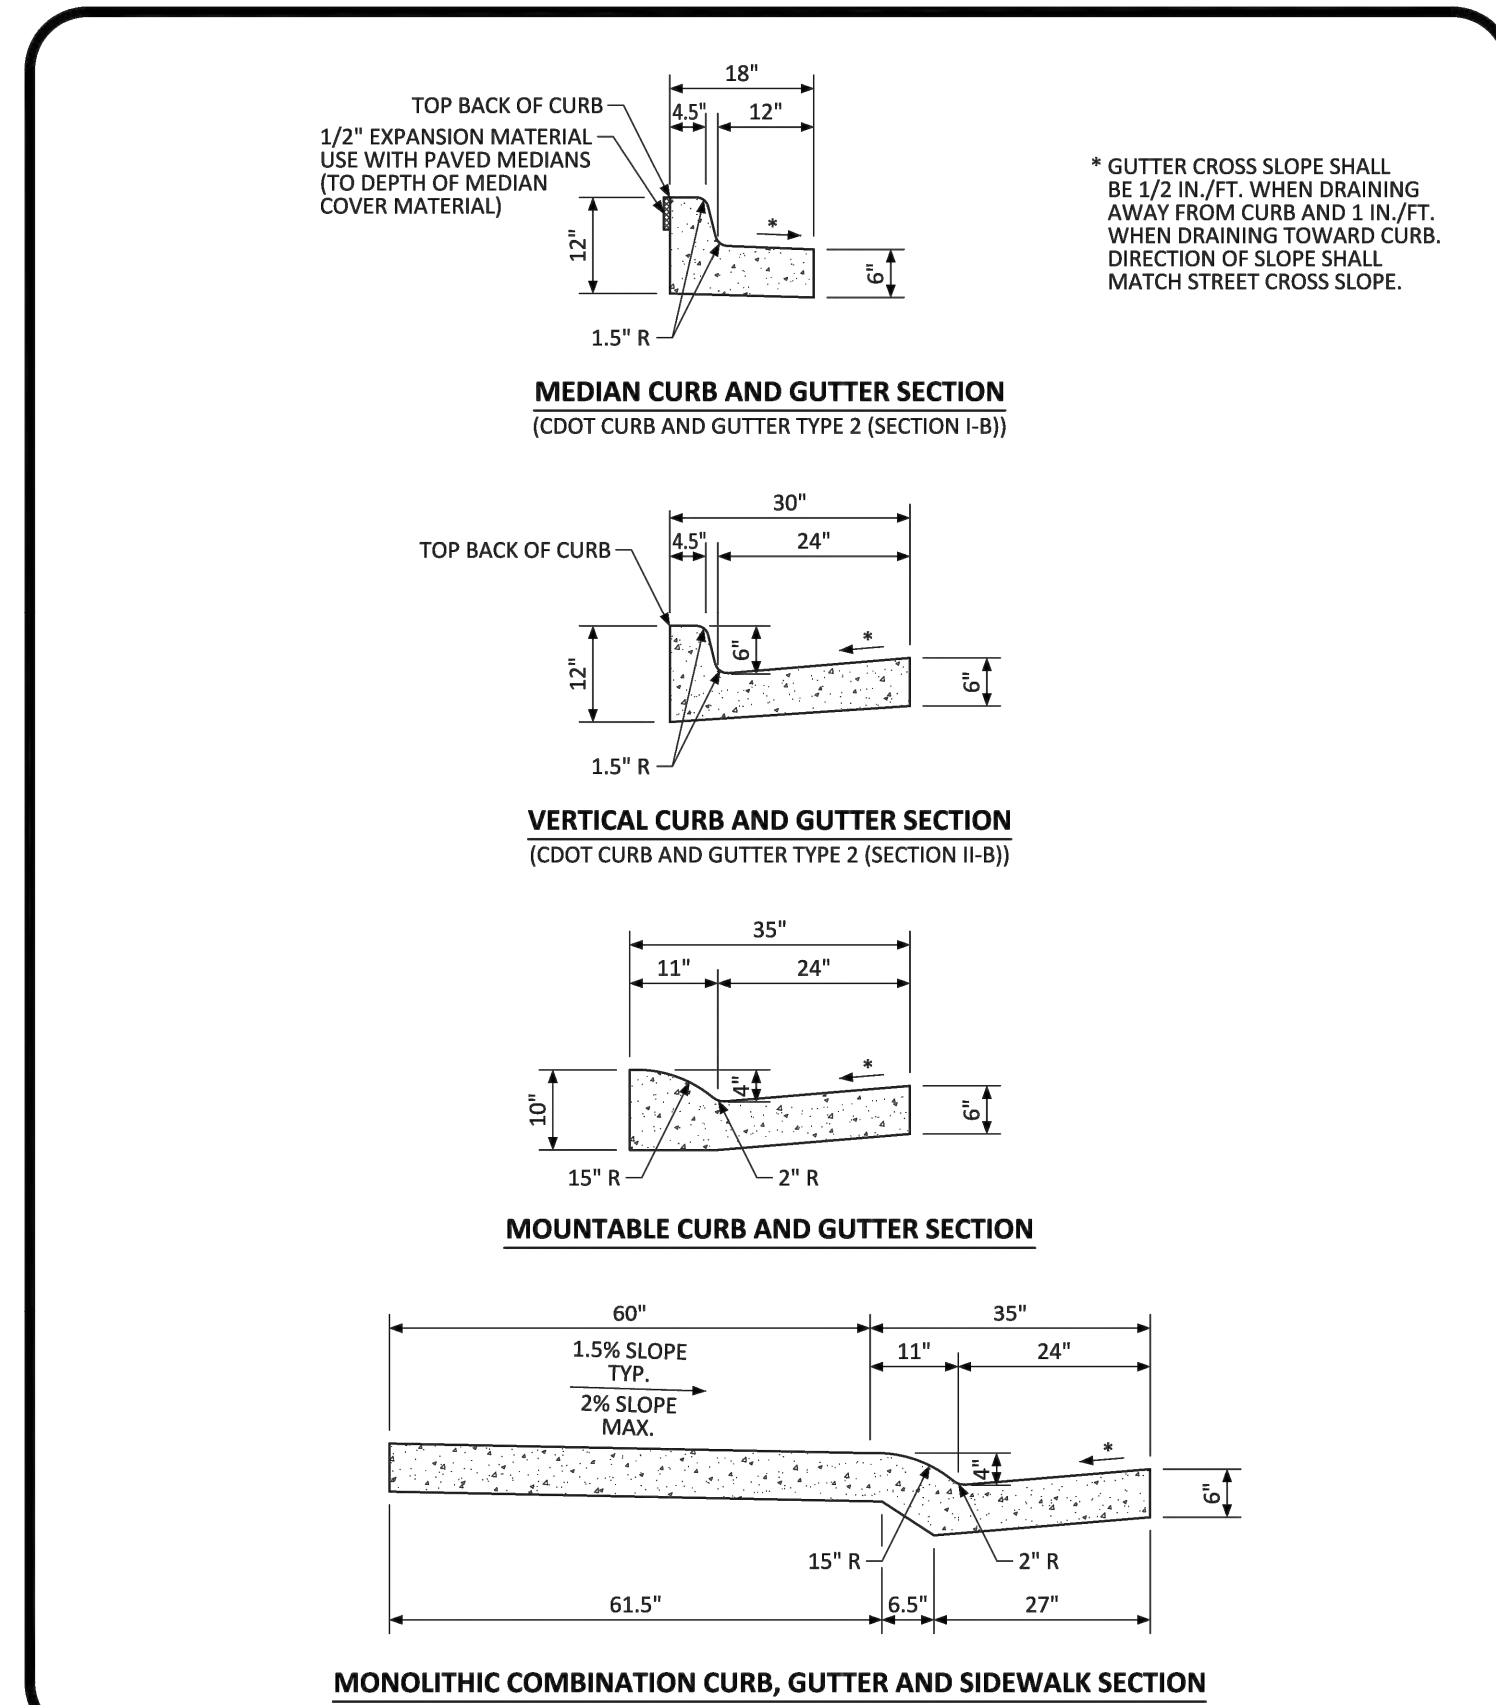 18"
TOP BACK OF CURB
4.5"
12"
1/2" EXPANSION MATERIAL
USE WITH PAVED MEDIANS
(TO DEPTH OF MEDIAN
COVER MATERIAL)
* GUTTER CROSS SLOPE SHALL
BE 1/2 IN./FT. WHEN DRAINING
AWAY FROM CURB AND 1 IN./FT.
WHEN DRAINING TOWARD CURB.
DIRECTION OF SLOPE SHALL
MATCH STREET CROSS SLOPE.
*
12"
6"
1.5" R
MEDIAN CURB AND GUTTER SECTION
(CDOT CURB AND GUTTER TYPE 2 (SECTION I-B))
30"
4.5"
24"
TOP BACK OF CURB
*
6"
12"
6"
1.5" R
VERTICAL CURB AND GUTTER SECTION
(CDOT CURB AND GUTTER TYPE 2 (SECTION II-B))
35"
11"
24"
*
4"
10"
6"
15" R
2" R
MOUNTABLE CURB AND GUTTER SECTION
60"
35"
1.5% SLOPE
TYP.
2% SLOPE
MAX.
11"
24"
*
4"
6"
15" R
2" R
61.5"
6.5"
27"
MONOLITHIC COMBINATION CURB, GUTTER AND SIDEWALK SECTION